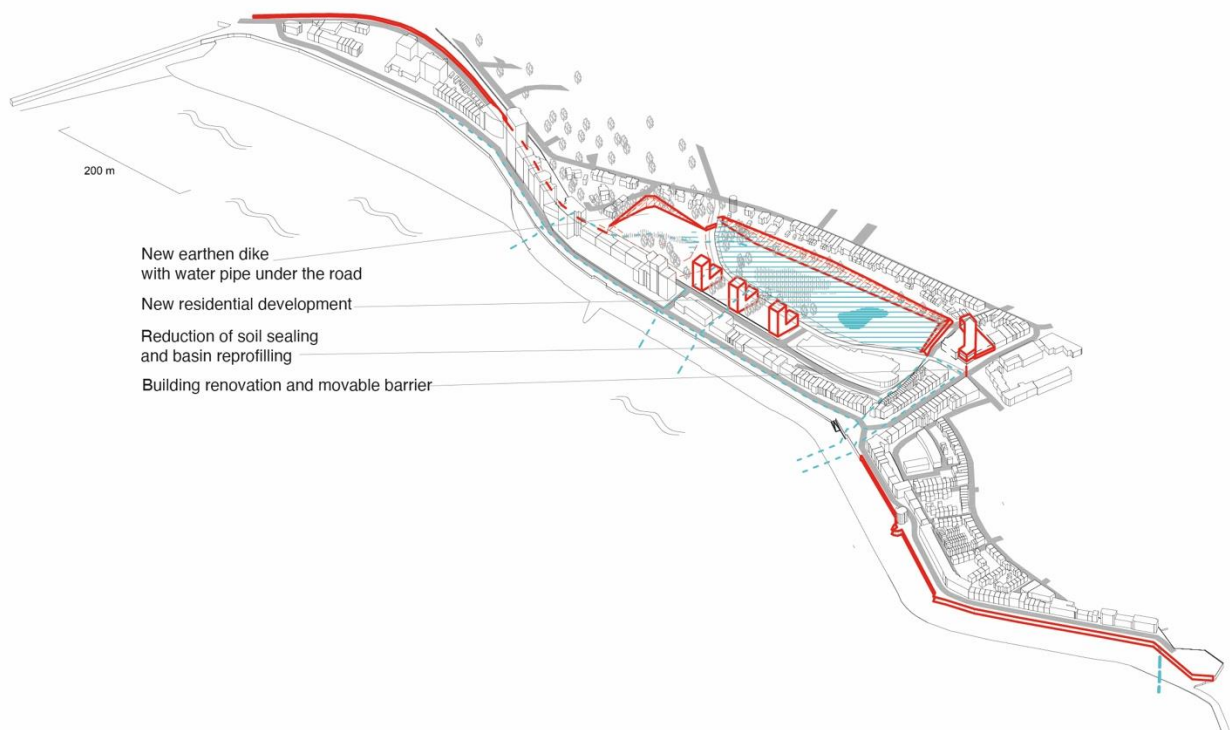 200 m
New earthen dike
with water pipe under the road
New residential development
Reduction of soil sealing
and basin reprofilling
Building renovation and movable barrier